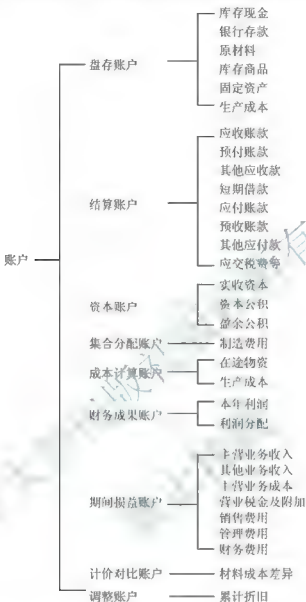 账户
盘存账户
库存现金
银行存款
原材料
库存商品
固定资产
生产成本
结算账户
应收账款
预付账款
其他应收款
短期借款
应付账款
预收账款
其他应付款
应交税费等
资本账户
实收资本
资本公积
盈余公积
集合分配账户
制造费用
成本计算账户
在途物资
生产成本
财务成果账户
本年利润
利润分配
期间损益账户
主营业务收入
其他业务收入
主营业务成本
营业税金及附加
销售费用
管理费用
财务费用
计价对比账户
材料成本差异
调整账户
累计折旧